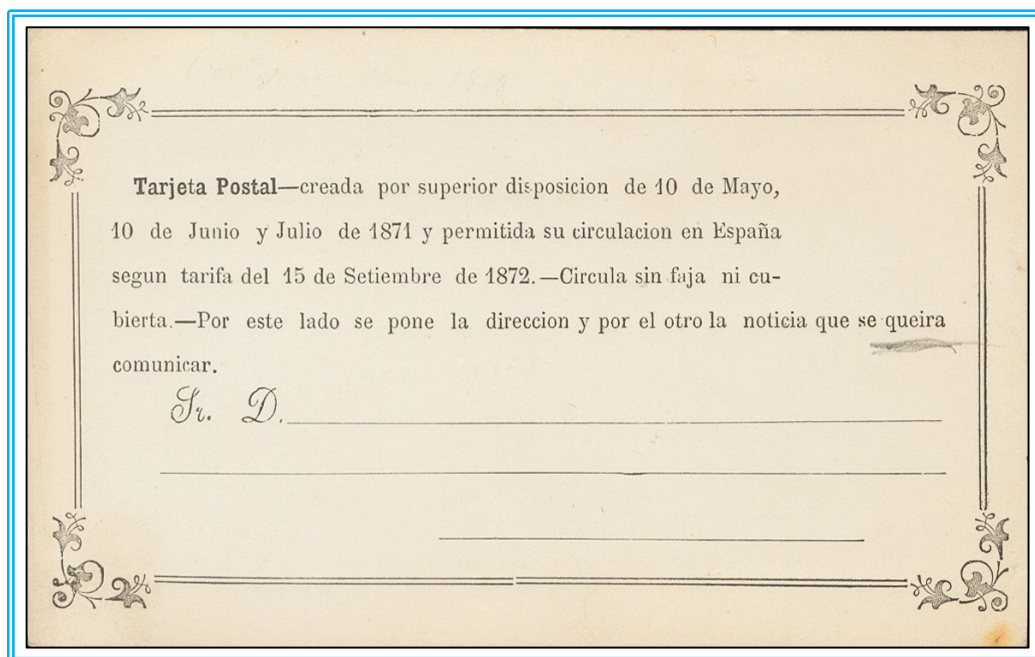 Tarjeta Postal—creada por superior disposicion de 10 de Mayo,
10 de Junio y Julio de 1871 y permitida su circulacion en España
segun tarifa del 15 de Setiembre de 1872.—Circula sin faja ni cu-
bierta.—Por este lado se pone la direccion y por el otro la noticia que se queira
comunicar.
Sr. D.